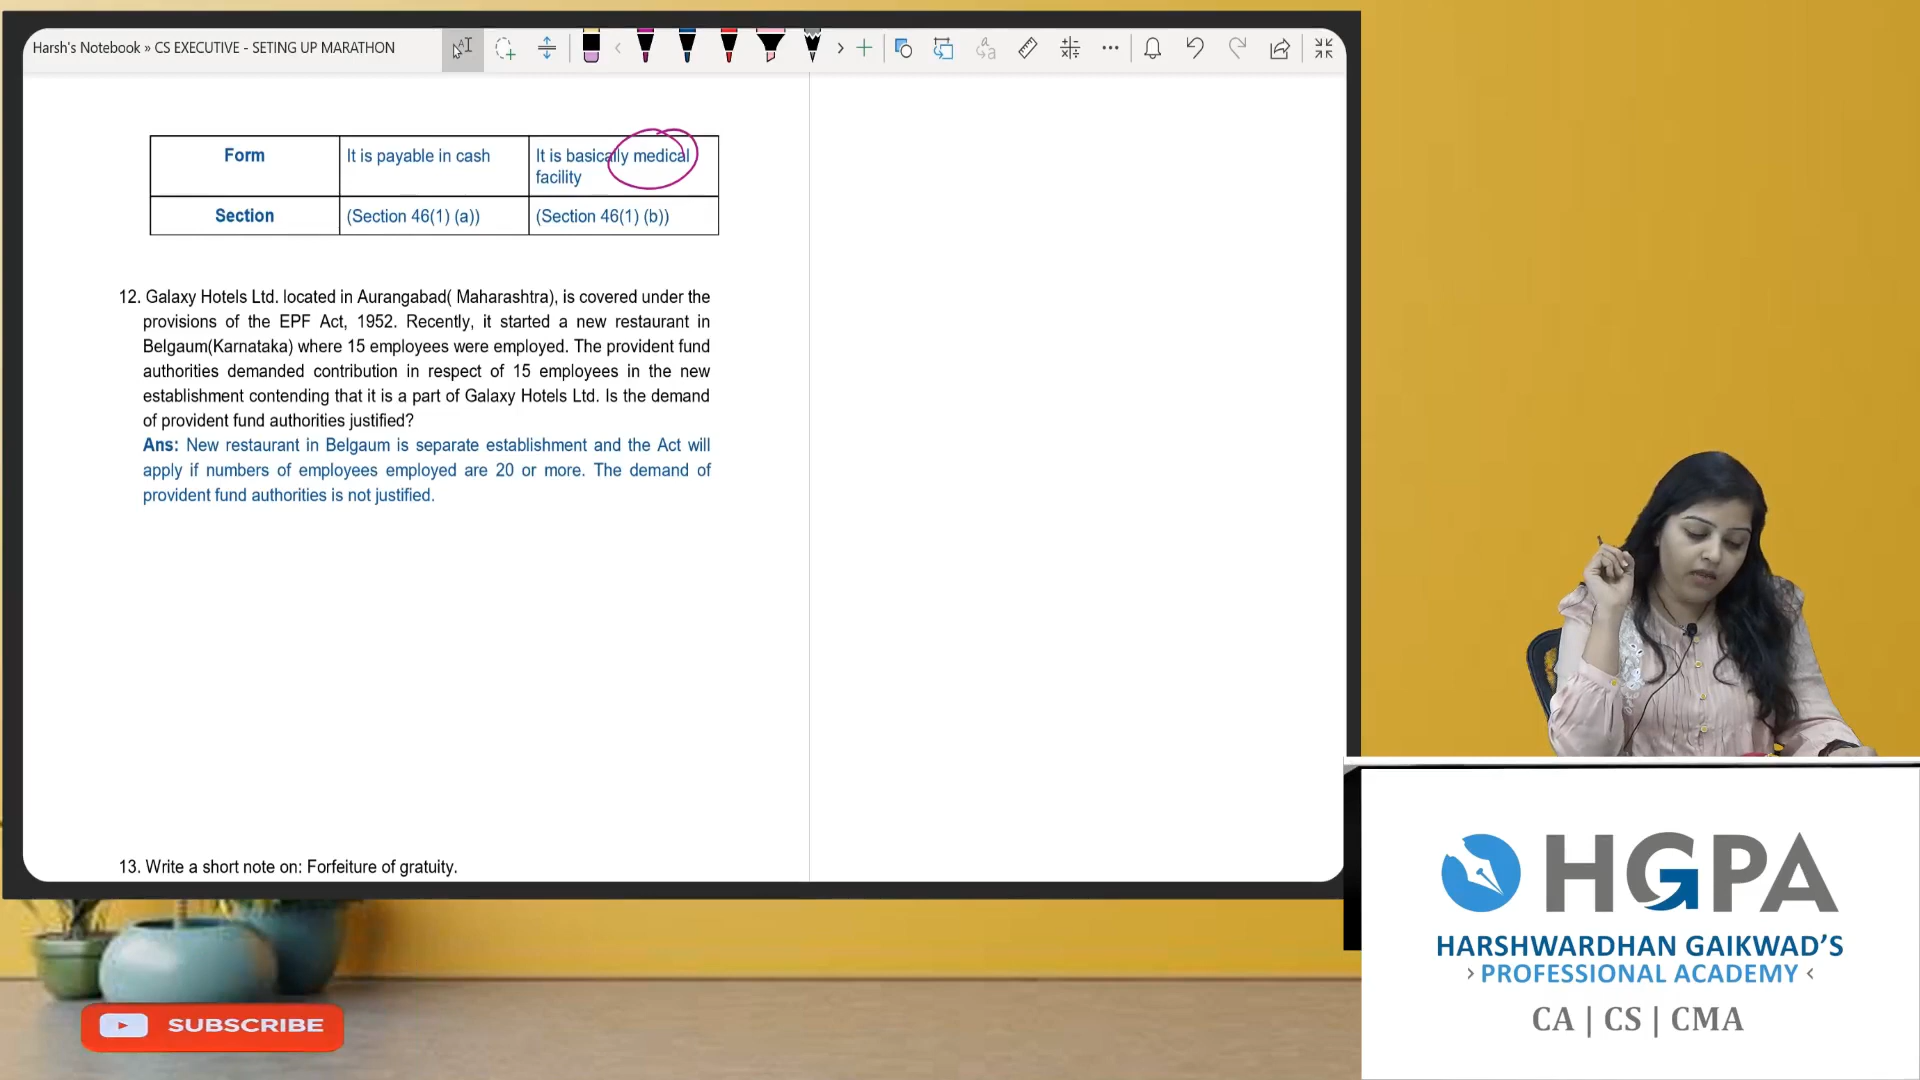 Harsh's Notebook » CS EXECUTIVE - SETING UP MARATHON
Form
It is payable in cash
It is basically medical
facility
Section
(Section 46(1) (a))
(Section 46(1) (b))
12. Galaxy Hotels Ltd. located in Aurangabad( Maharashtra), is covered under the
provisions of the EPF Act, 1952. Recently, it started a new restaurant in
Belgaum(Karnataka) where 15 employees were employed. The provident fund
authorities demanded contribution in respect of 15 employees in the new
establishment contending that it is a part of Galaxy Hotels Ltd. Is the demand
of provident fund authorities justified?
Ans: New restaurant in Belgaum is separate establishment and the Act will
apply if numbers of employees employed are 20 or more. The demand of
provident fund authorities is not justified.
13. Write a short note on: Forfeiture of gratuity.
SUBSCRIBE
HGPA
HARSHWARDHAN GAIKWAD'S
› PROFESSIONAL ACADEMY ‹
CA | CS | CMA